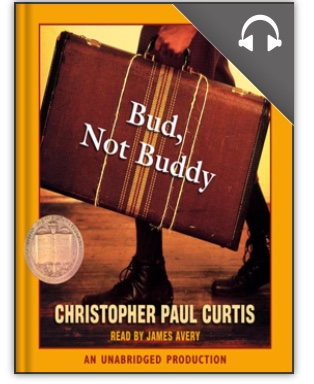 Bud,
Not Buddy
CHRISTOPHER PAUL CURTIS
READ BY JAMES AVERY
AN UNABRIDGED PRODUCTION